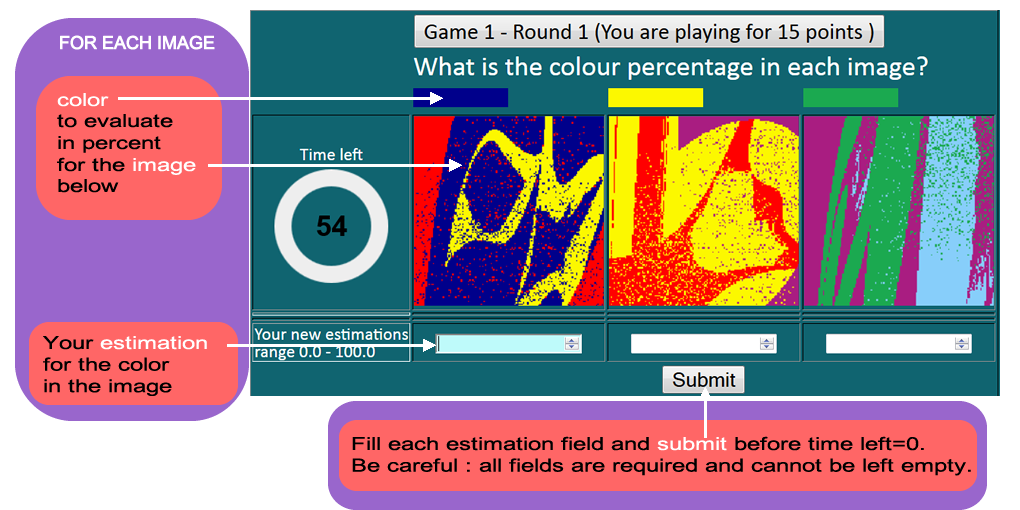 FOR EACH IMAGE
color
to evaluate
in percent
for the image
below
Your estimation
for the color
in the image
Game 1 - Round 1 (You are playing for 15 points )
What is the colour percentage in each image?
Time left
54
Your new estimations
range 0.0 - 100.0
Submit
Fill each estimation field and submit before time left=0.
Be careful : all fields are required and cannot be left empty.